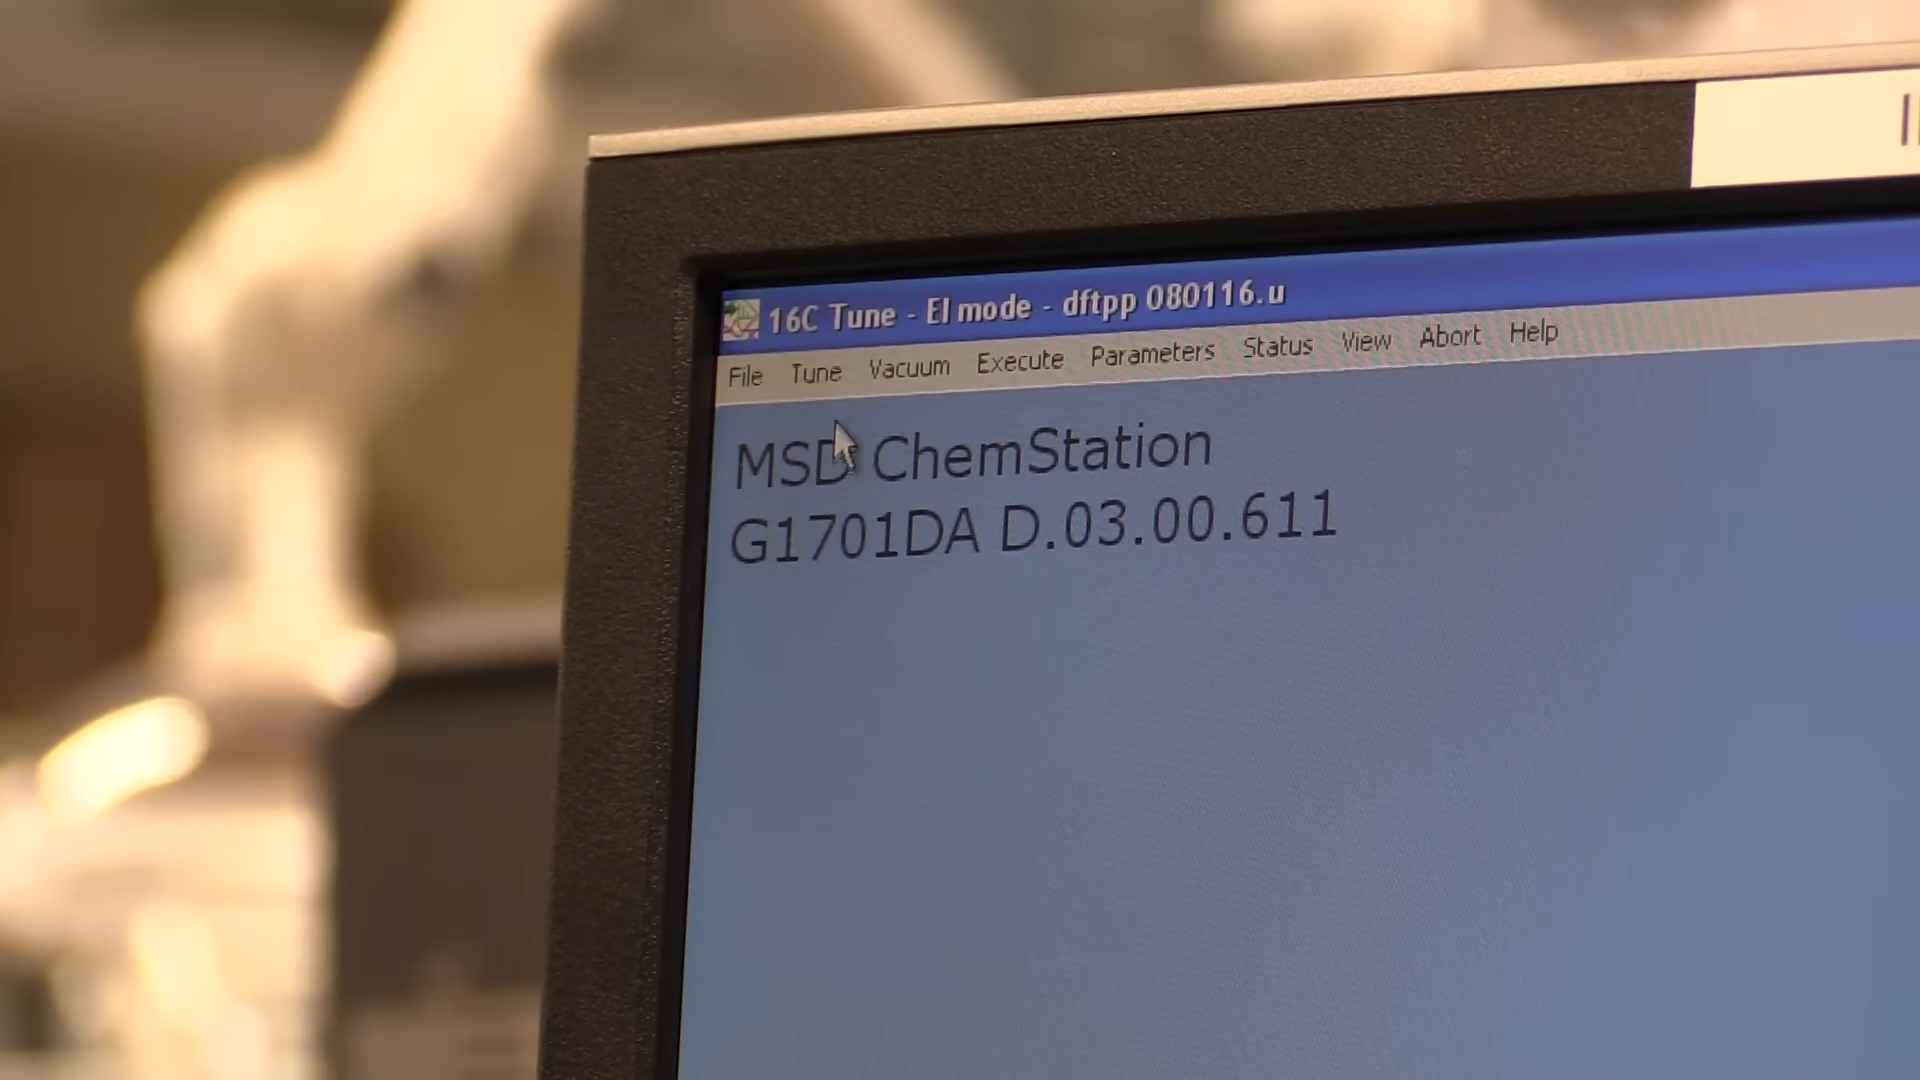 16C Tune - EI mode - dftpp 080116.u
File Tune Vacuum Execute Parameters Status View Abort Help
MSD ChemStation
G1701DA D.03.00.611